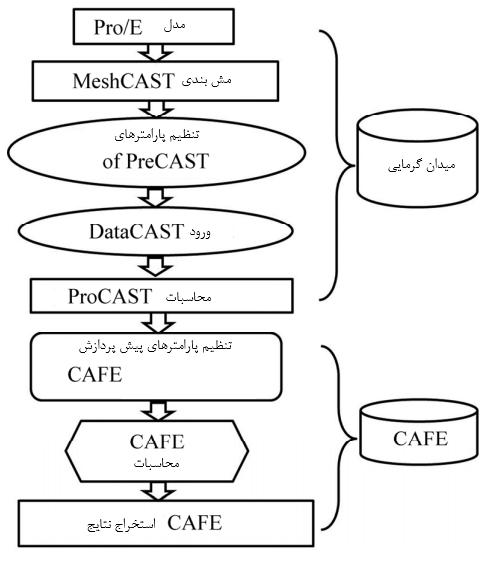 Pro/E مدل
MeshCAST مش بندی
تنظیم پارامترهای
of PreCAST
DataCAST ورود
ProCAST محاسبات
تنظیم پارامترهای پیش پردازش
CAFE
CAFE
محاسبات
استخراج نتایج CAFE
میدان گرمایی
CAFE